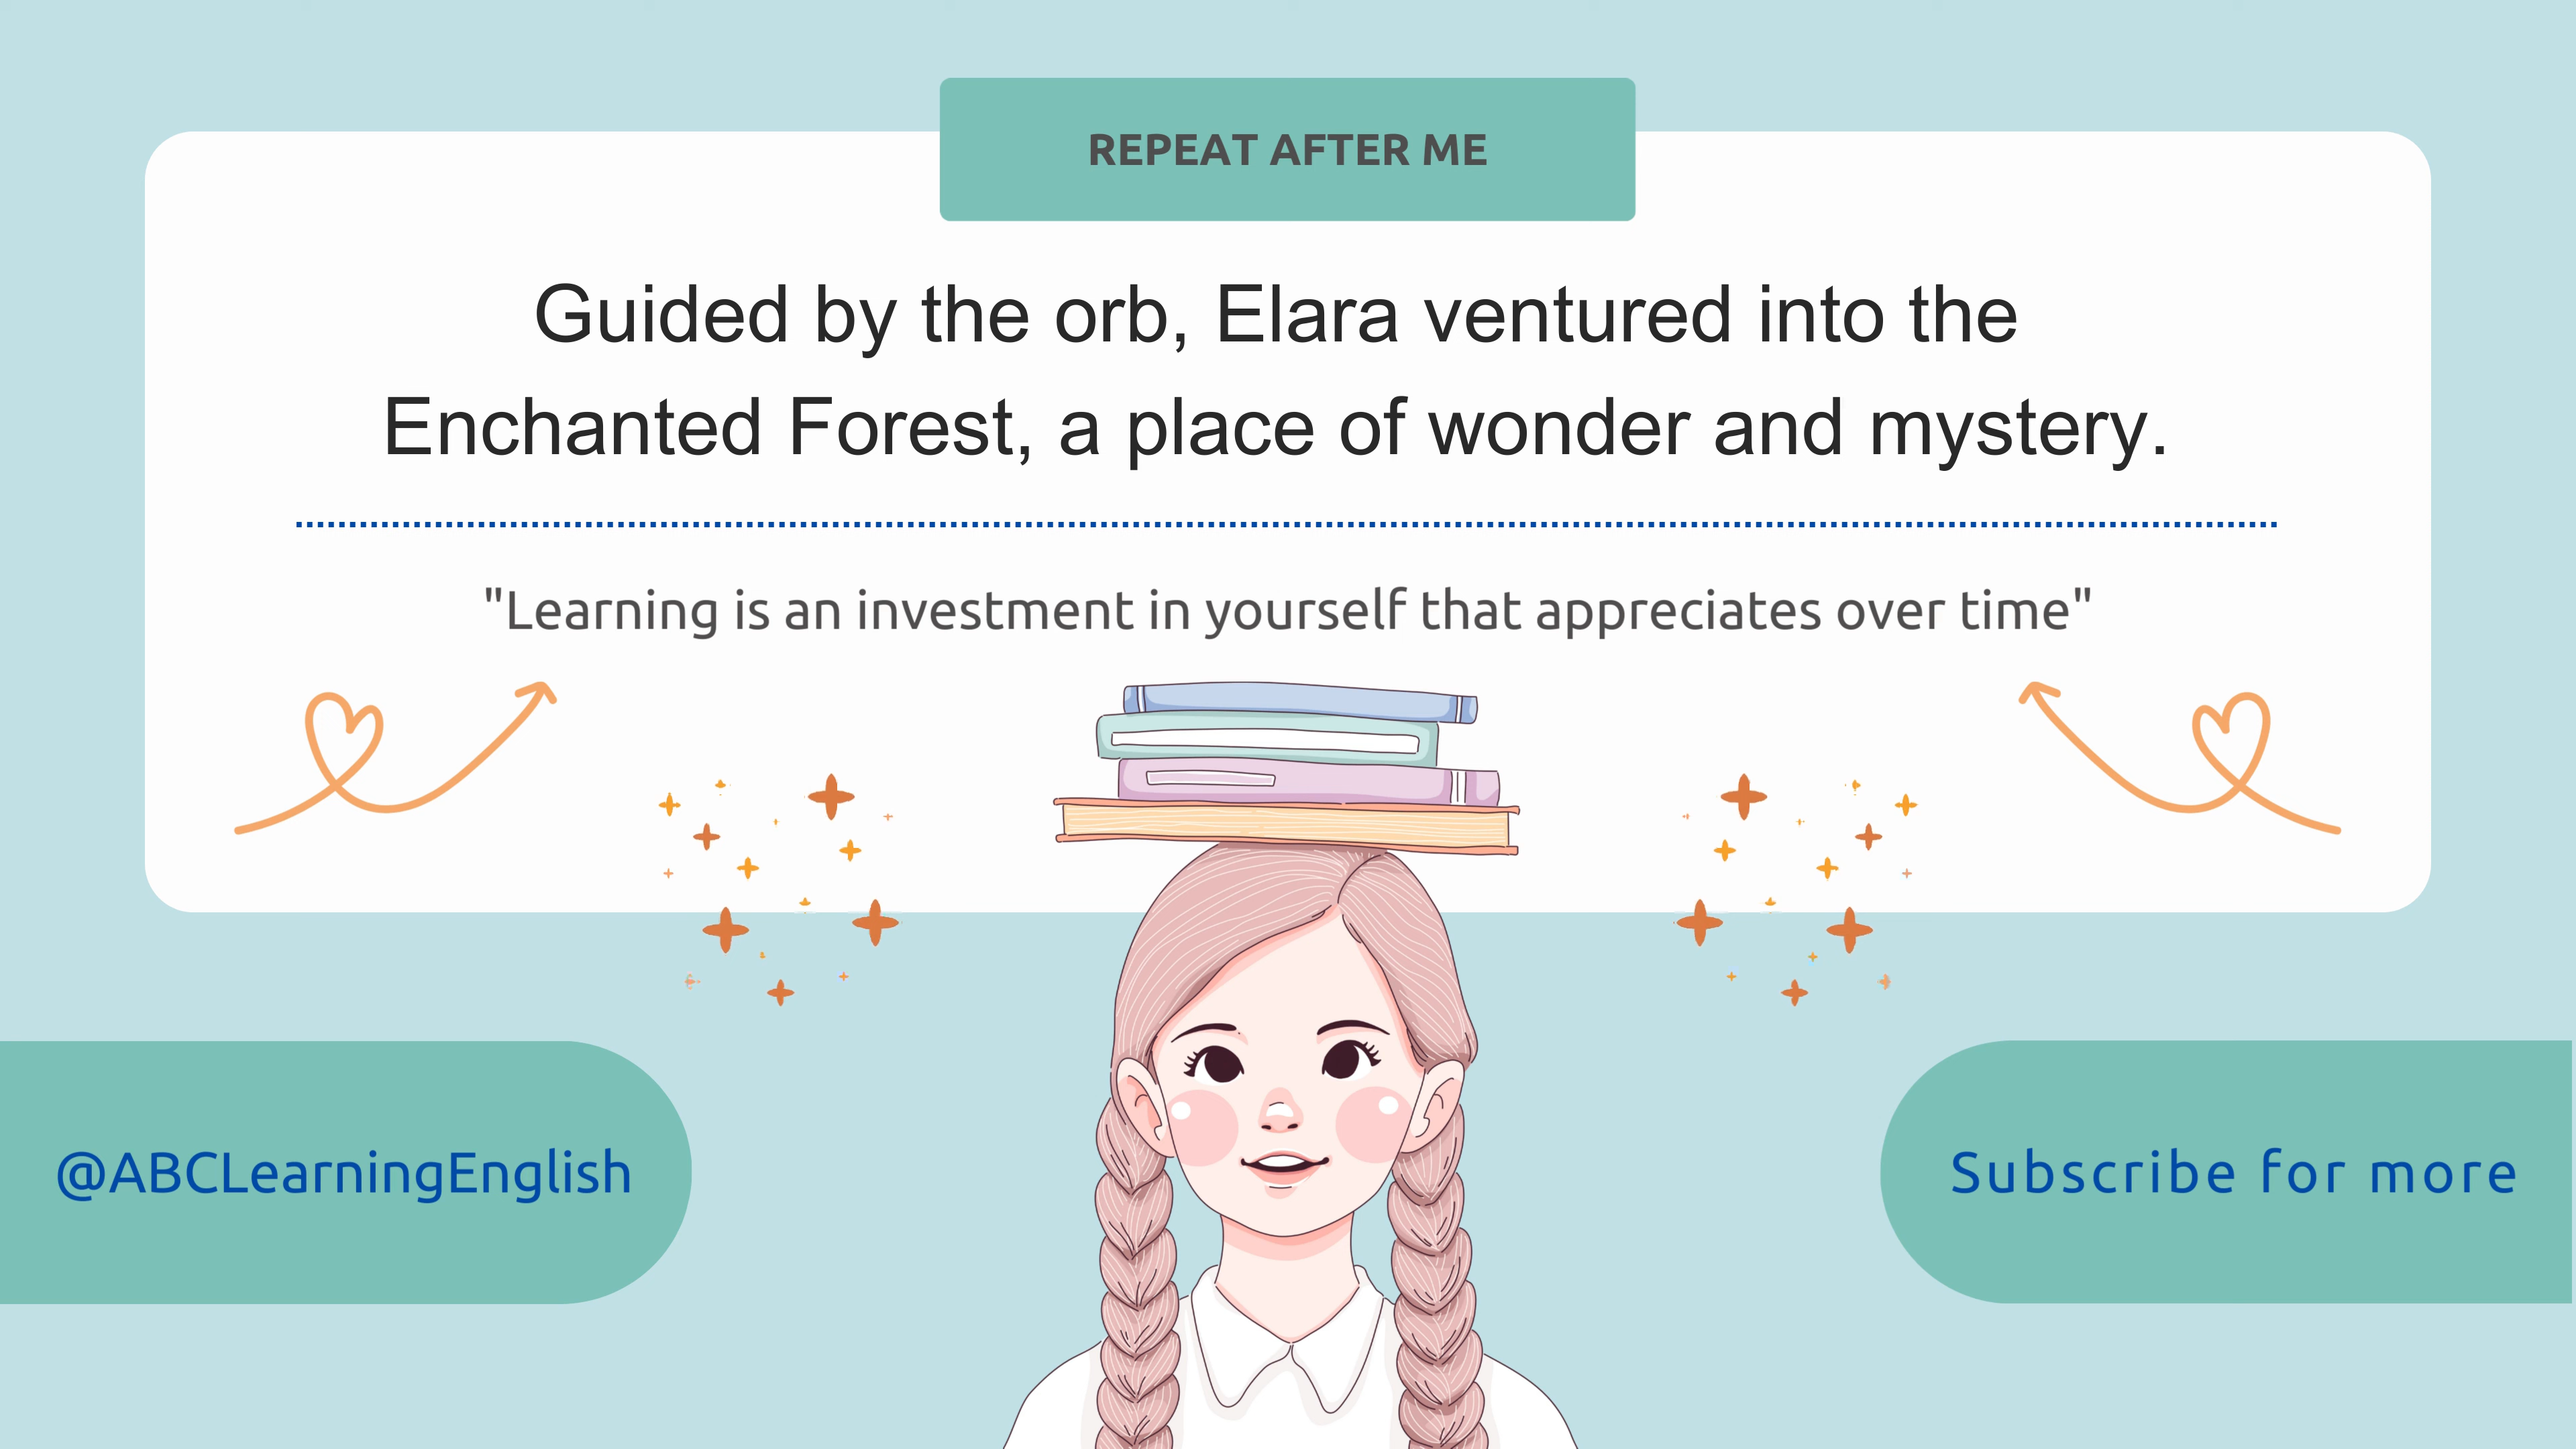 REPEAT AFTER ME
Guided by the orb, Elara ventured into the
Enchanted Forest, a place of wonder and mystery.
"Learning is an investment in yourself that appreciates over time"
@ABCLearningEnglish
Subscribe for more